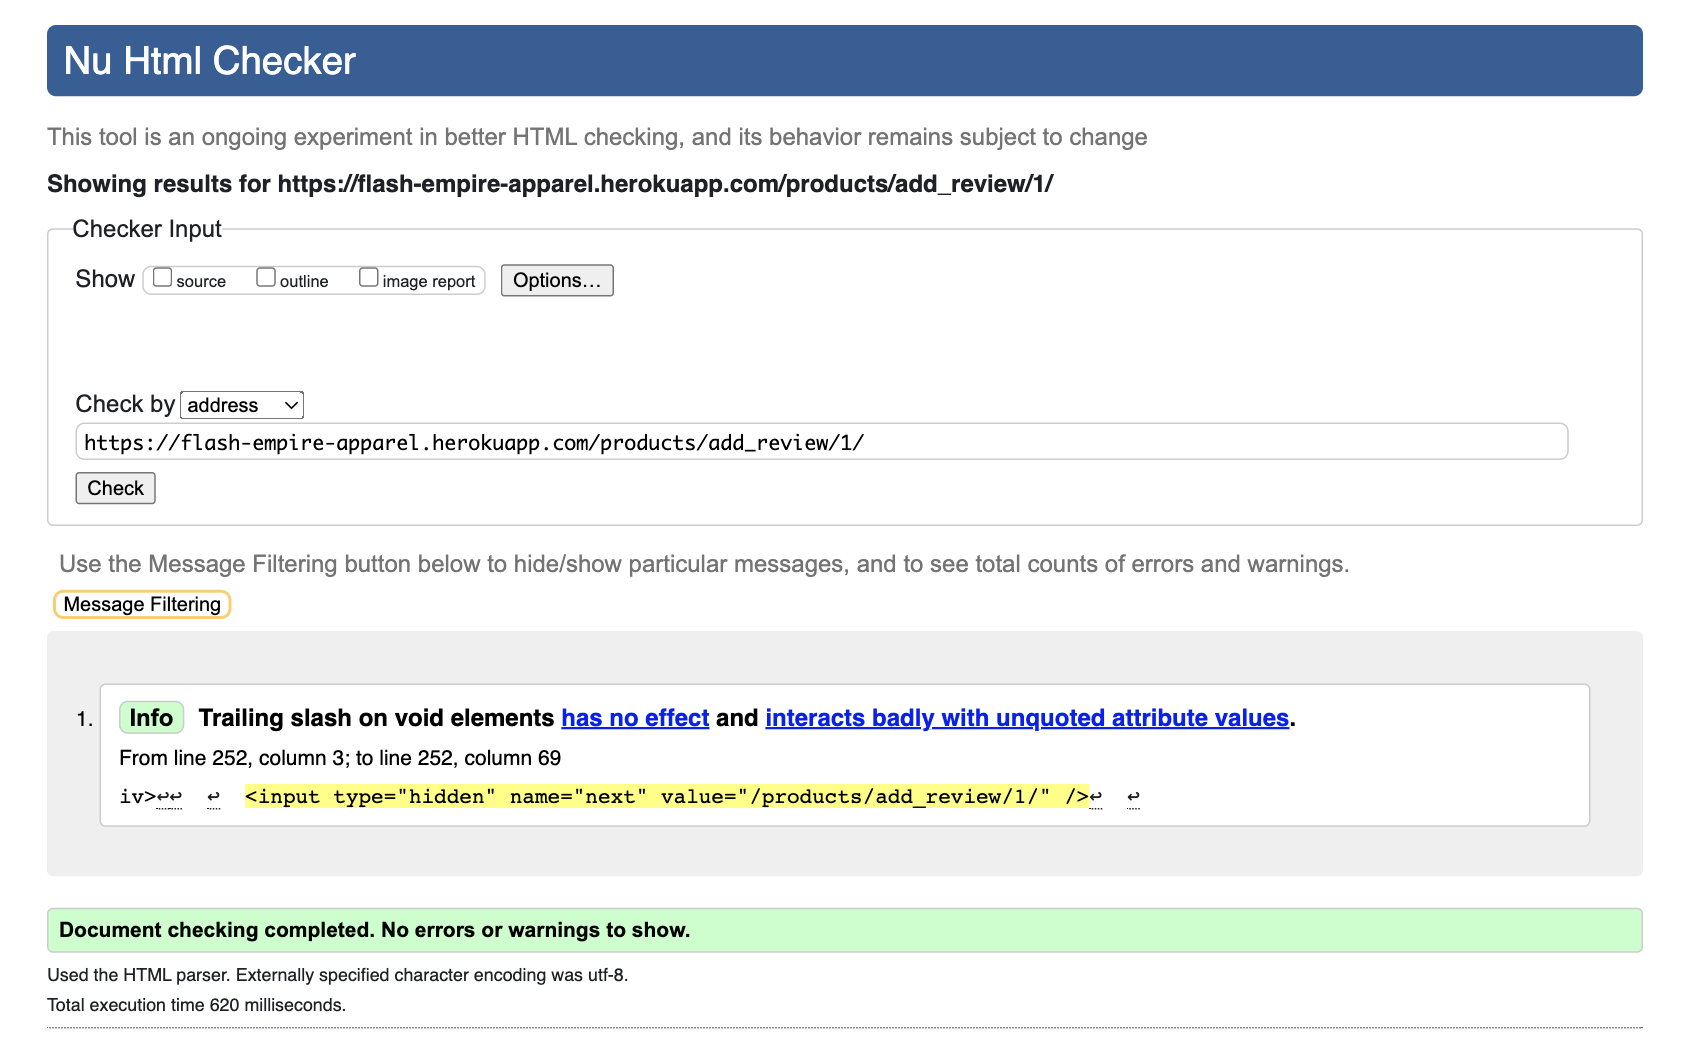 Nu Html Checker
This tool is an ongoing experiment in better HTML checking, and its behavior remains subject to change
Showing results for https://flash-empire-apparel.herokuapp.com/products/add_review/1/
Checker Input
Show source outline image report Options...
Check by address
https://flash-empire-apparel.herokuapp.com/products/add_review/1/
Check
Use the Message Filtering button below to hide/show particular messages, and to see total counts of errors and warnings.
Message Filtering
1. Info Trailing slash on void elements has no effect and interacts badly with unquoted attribute values.
From line 252, column 3; to line 252, column 69
iv>↩↩ ↩ <input type="hidden" name="next" value="/products/add_review/1/" />↩ ↩
Document checking completed. No errors or warnings to show.
Used the HTML parser. Externally specified character encoding was utf-8.
Total execution time 620 milliseconds.